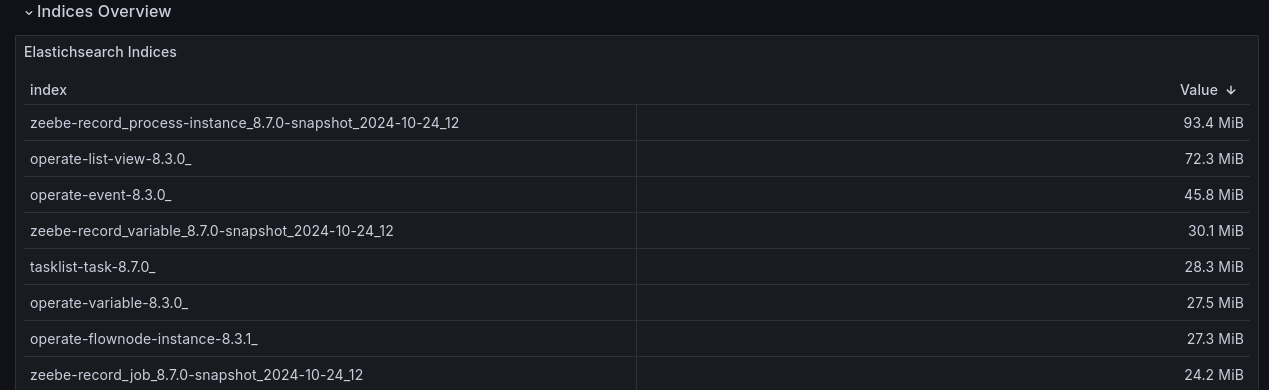 Indices Overview
Elastichsearch Indices
index Value ↓
zeebe-record_process-instance_8.7.0-snapshot_2024-10-24_12 93.4 MiB
operate-list-view-8.3.0_ 72.3 MiB
operate-event-8.3.0_ 45.8 MiB
zeebe-record_variable_8.7.0-snapshot_2024-10-24_12 30.1 MiB
tasklist-task-8.7.0_ 28.3 MiB
operate-variable-8.3.0_ 27.5 MiB
operate-flownode-instance-8.3.1_ 27.3 MiB
zeebe-record_job_8.7.0-snapshot_2024-10-24_12 24.2 MiB